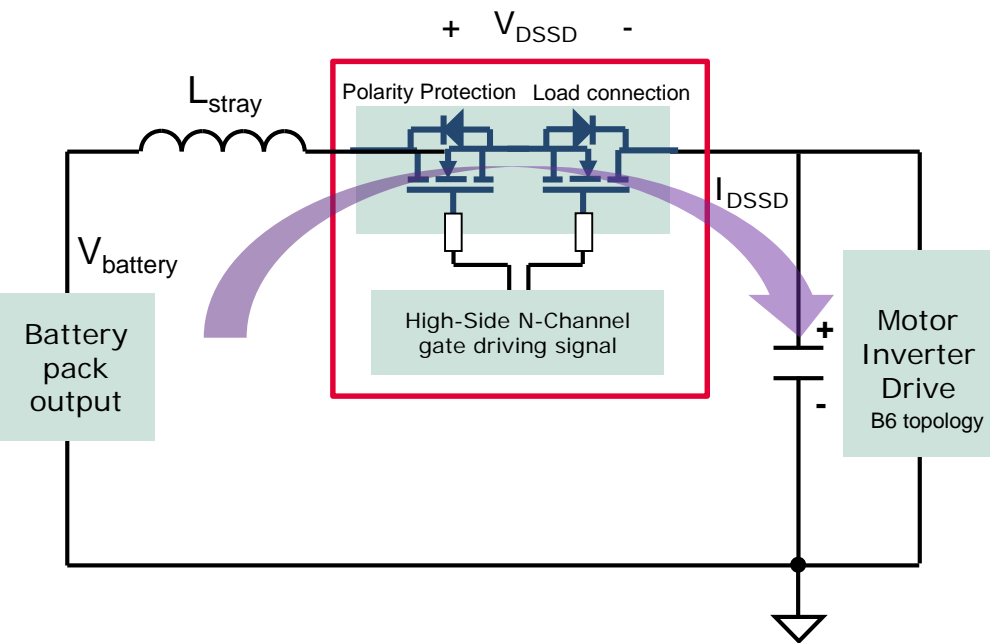 + V_DSSD -
L_stray
Polarity Protection
Load connection
I_DSSD
V_battery
Battery
pack
output
High-Side N-Channel
gate driving signal
+
-
Motor
Inverter
Drive
B6 topology